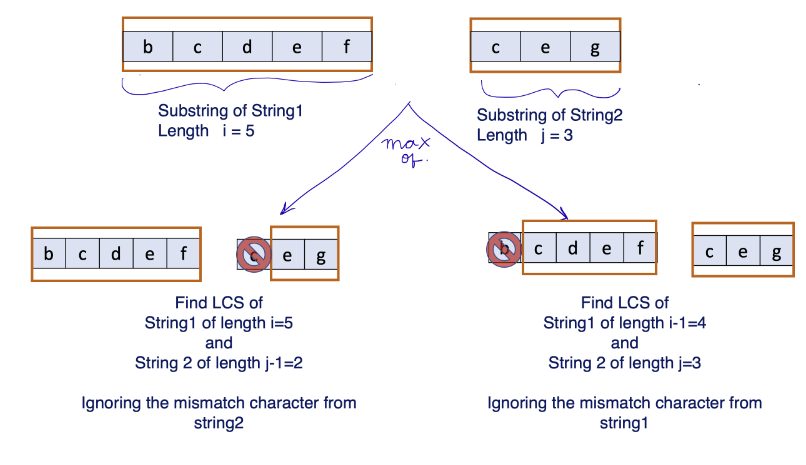 b c d e f
c e g
Substring of String1
Length i = 5
Substring of String2
Length j = 3
max
of.
b c d e f
c e g
b c d e f
c e g
Find LCS of
String1 of length i=5
and
String 2 of length j-1=2
Ignoring the mismatch character from
string2
Find LCS of
String1 of length i-1=4
and
String 2 of length j=3
Ignoring the mismatch character from
string1